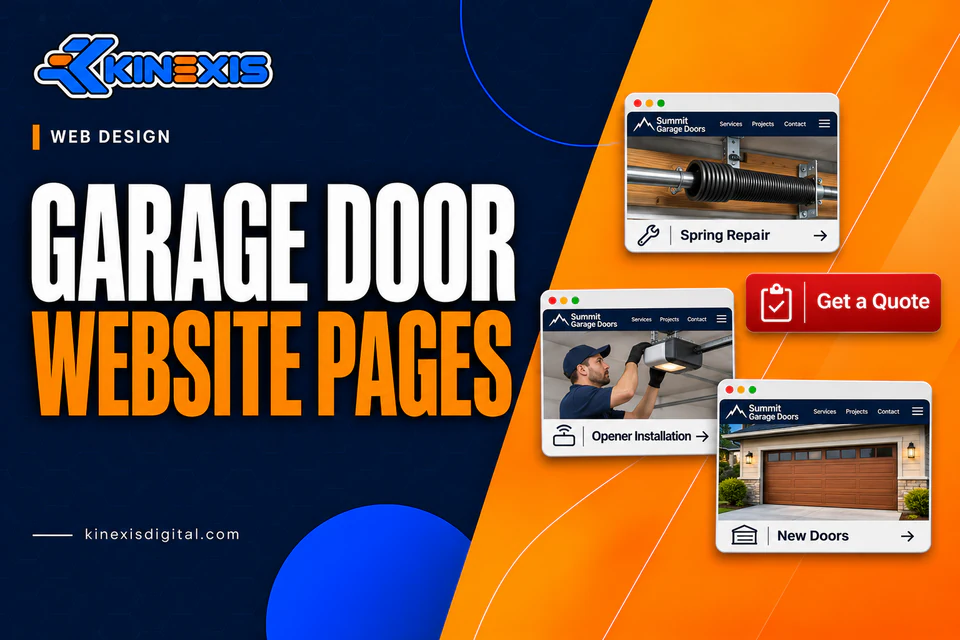 KINEXIS
WEB DESIGN
GARAGE DOOR
WEBSITE PAGES
kinexisdigital.com
Summit
Garage Doors
Services Projects Contact
Spring Repair
Get a Quote
Summit
Garage Doors
Services Projects Contact
Opener Installation
Summit
Garage Doors
Services Projects Contact
New Doors